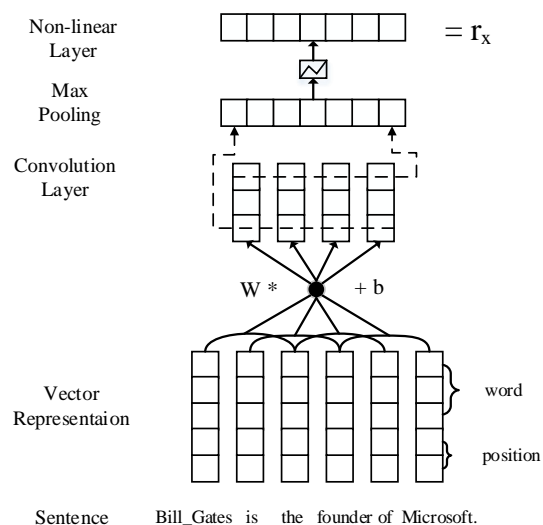 Non-linear
Layer
= r_x
Max
Pooling
Convolution
Layer
W * + b
Vector
Representaion
word
position
Sentence Bill_Gates is the founder of Microsoft.